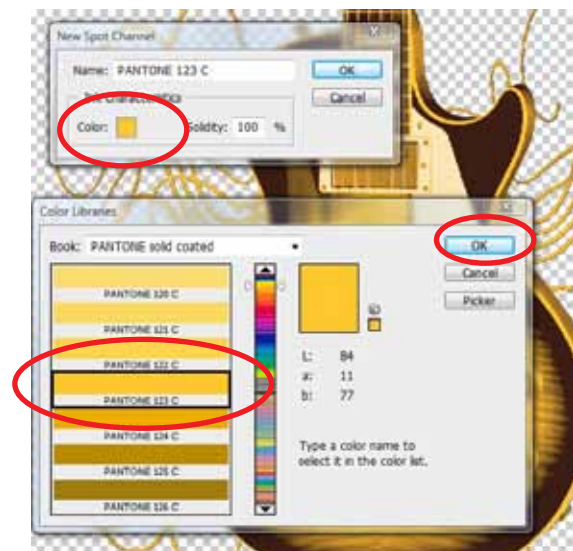 New Spot Channel
Name: PANTONE 123 C
OK
Ink Characteristics
Cancel
Color:
Solidity: 100 %
Color Libraries
Book: PANTONE solid coated
OK
PANTONE 120 C
Cancel
PANTONE 121 C
Picker
PANTONE 122 C
L: 84
PANTONE 123 C
a: 11
b: 77
PANTONE 124 C
Type a color name to
select it in the color list.
PANTONE 125 C
PANTONE 126 C